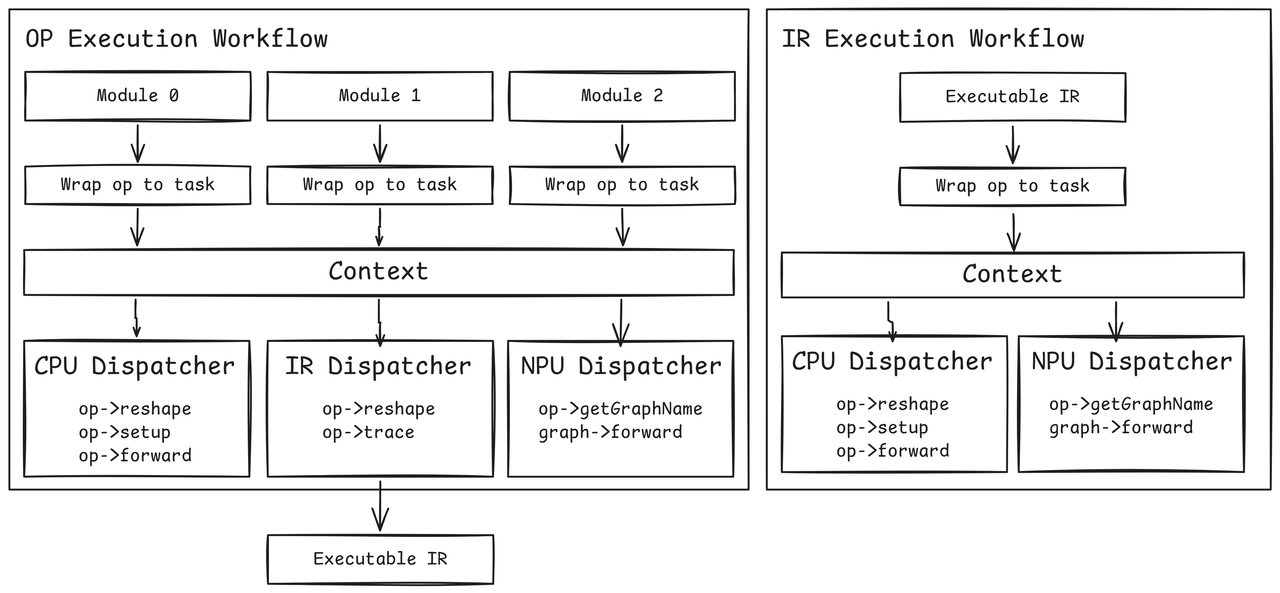 OP Execution Workflow
Module 0
Module 1
Module 2
Wrap op to task
Wrap op to task
Wrap op to task
Context
CPU Dispatcher
op->reshape
op->setup
op->forward
IR Dispatcher
op->reshape
op->trace
NPU Dispatcher
op->getGraphName
graph->forward
Executable IR
IR Execution Workflow
Executable IR
Wrap op to task
Context
CPU Dispatcher
op->reshape
op->setup
op->forward
NPU Dispatcher
op->getGraphName
graph->forward